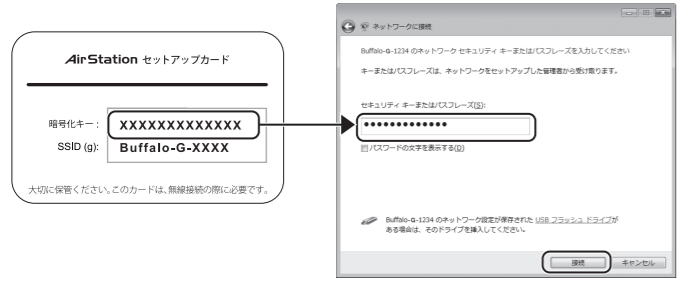 AirStation セットアップカード
暗号化キー: XXXXXXXXXXXXX
SSID (g): Buffalo-G-XXXX
大切に保管ください。このカードは、無線接続の際に必要です。
ネットワークに接続
Buffalo-G-1234 のネットワーク セキュリティ キーまたはパスフレーズを入力してください
キーまたはパスフレーズは、ネットワークをセットアップした管理者から受け取ります。
セキュリティ キーまたはパスフレーズ(S):
●●●●●●●●●●●●●
パスワードの文字を表示する(D)
Buffalo-G-1234 のネットワーク設定が保存された USB フラッシュ ドライブが
ある場合は、そのドライブを挿入してください。
接続 キャンセル